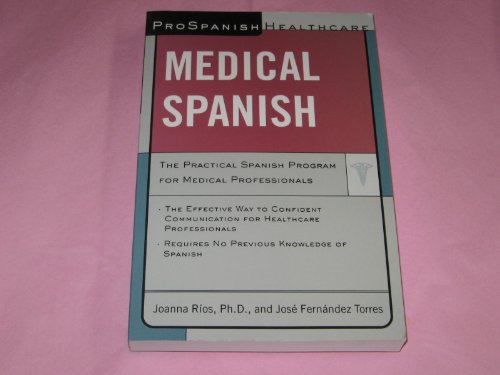 ProSpanish Healthcare
MEDICAL
SPANISH
The Practical Spanish Program
for Medical Professionals
· The Effective Way to Confident
Communication for Healthcare
Professionals
· Requires No Previous Knowledge of
Spanish
Joanna Ríos, Ph.D., and José Fernández Torres